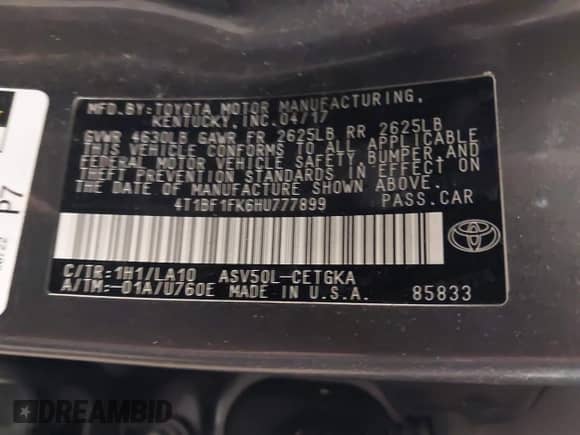 MFD.BY:TOYOTA MOTOR MANUFACTURING,
KENTUCKY, INC. 04/17
GVWR 4630LB GAWR FR 2625LB RR 2625LB
THIS VEHICLE CONFORMS TO ALL APPLICABLE
FEDERAL MOTOR VEHICLE SAFETY, BUMPER, AND
THEFT PREVENTION STANDARDS IN EFFECT ON
THE DATE OF MANUFACTURE SHOWN ABOVE.
4T1BF1FK6HU777899 PASS.CAR
C/TR:1H1/LA10 ASV50L-CETGKA
A/TM:-01A/U760E MADE IN U.S.A. 85833
P7
DREAMBID